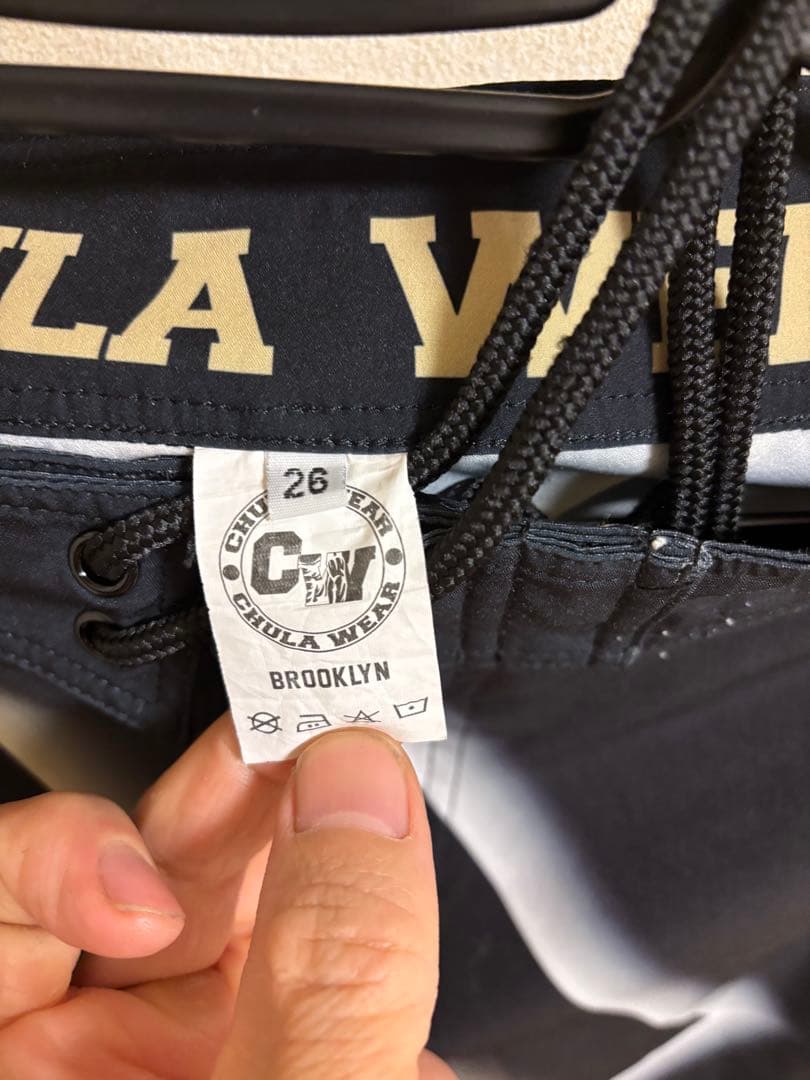 LA WE
26
CHULA WEAR
CW
CHULA WEAR
BROOKLYN